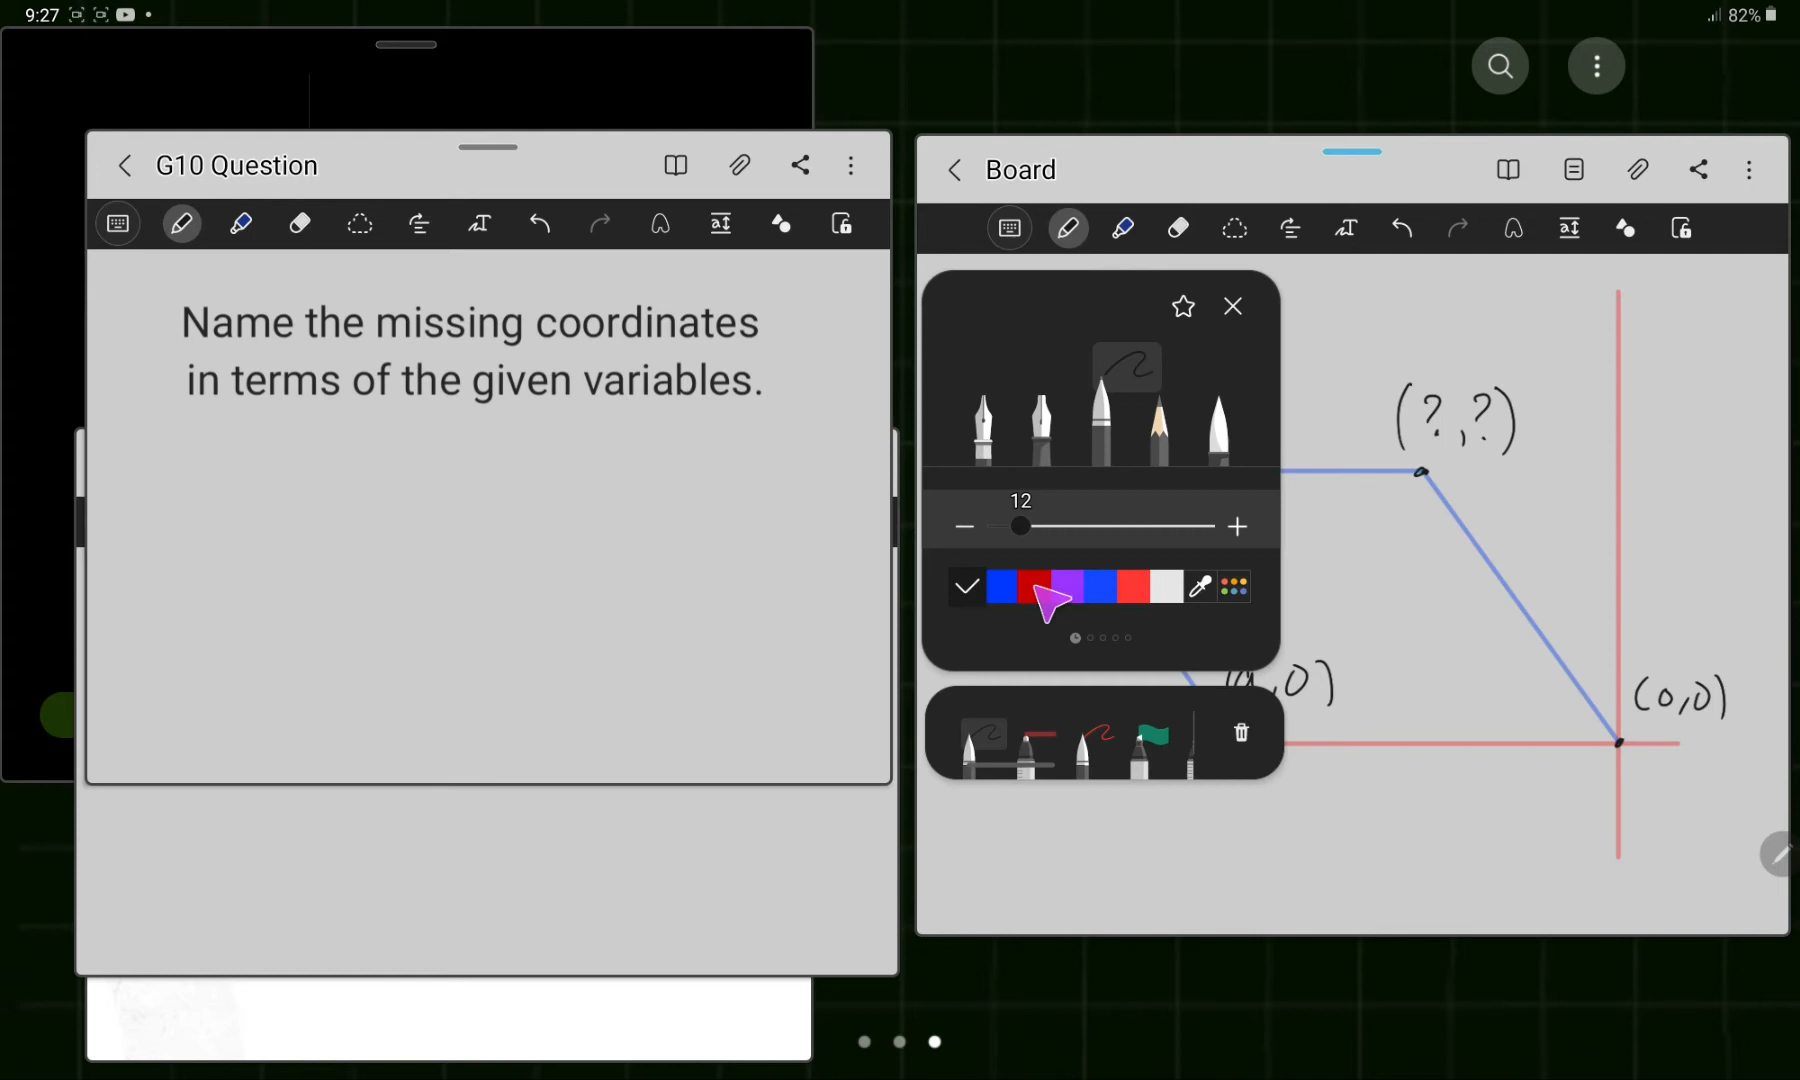 9:27
82%
G10 Question
Board
Name the missing coordinates
in terms of the given variables.
(?,?)
12
,0)
(0,0)